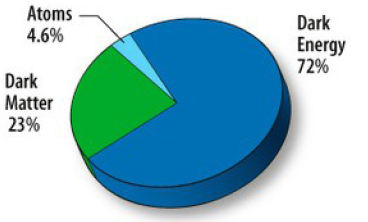 Atoms
4.6%
Dark
Energy
72%
Dark
Matter
23%